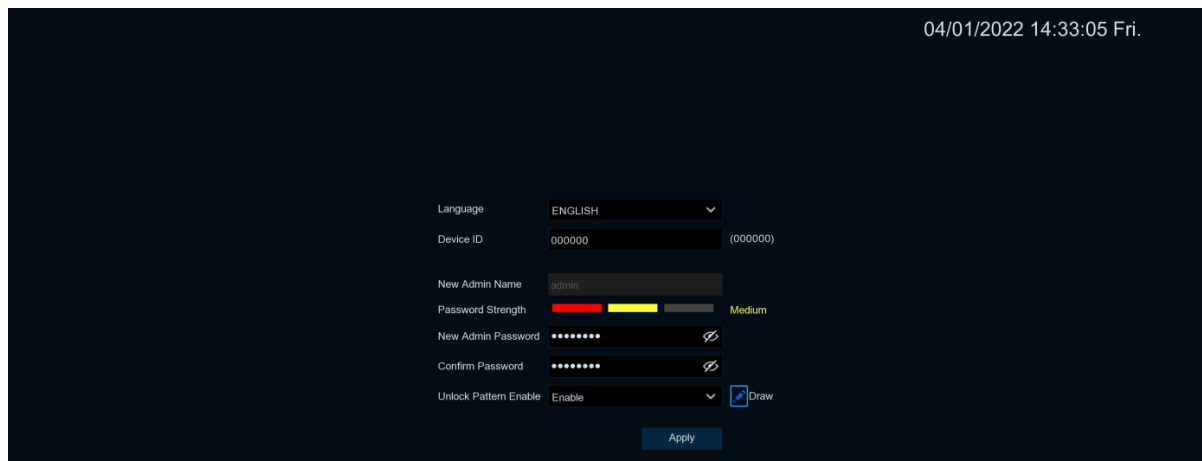 04/01/2022 14:33:05 Fri.
Language ENGLISH
Device ID 000000 (000000)
New Admin Name admin
Password Strength Medium
New Admin Password ••••••••
Confirm Password ••••••••
Unlock Pattern Enable Enable Draw
Apply